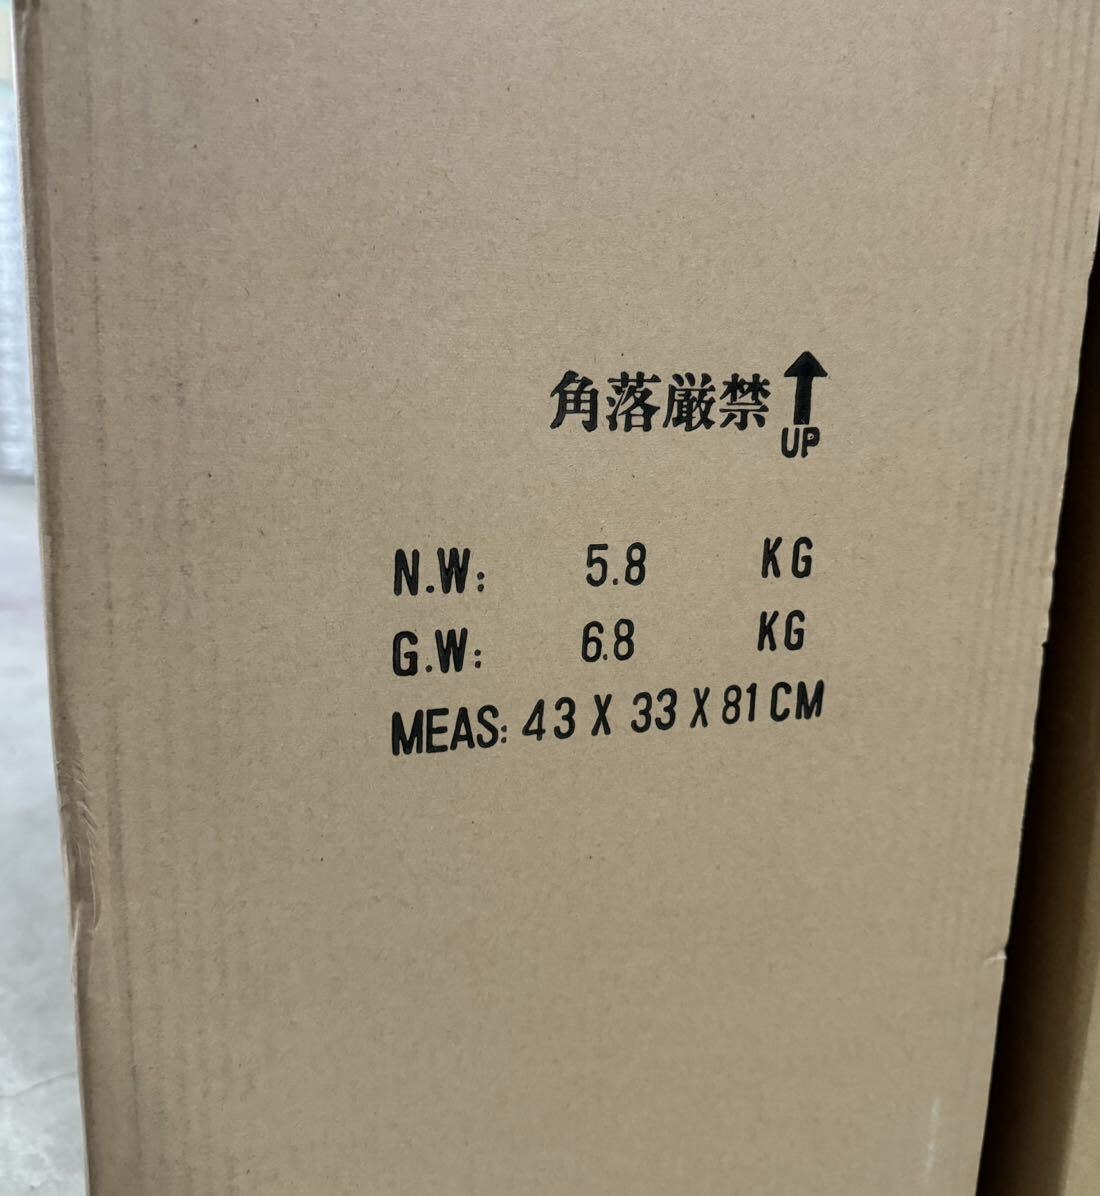 角落厳禁
UP
N.W: 5.8 KG
G.W: 6.8 KG
MEAS: 43 X 33 X 81 CM